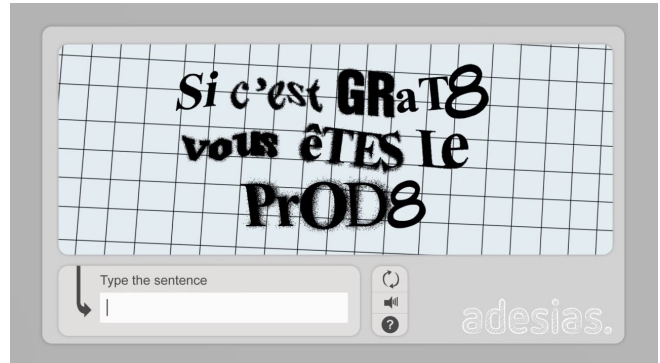 Si c'est GRaT8
vous êTES le
PrOD8
Type the sentence
?
adesias.